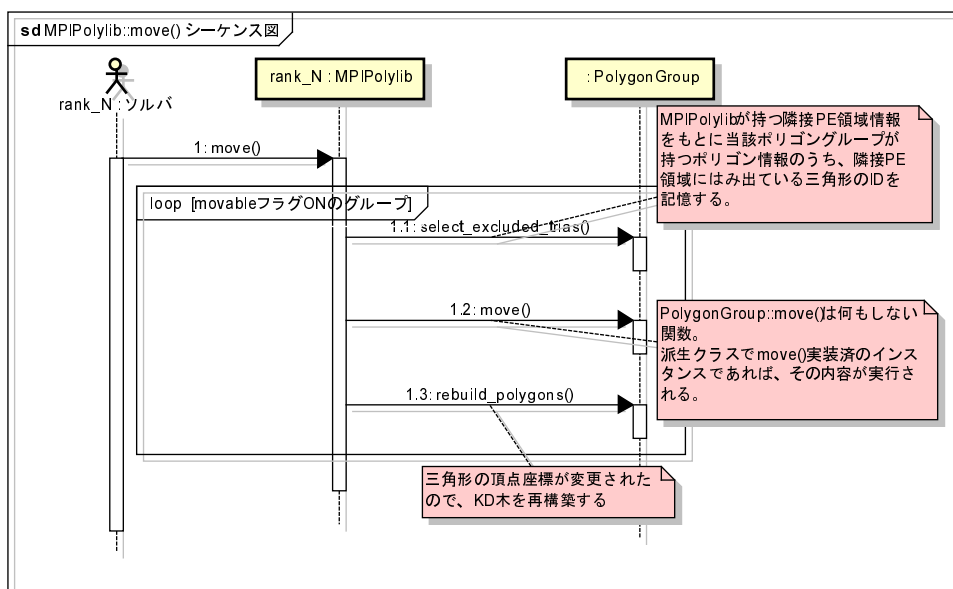 sd MPIPolylib::move() シーケンス図
rank_N : ソルバ
rank_N : MPIPolylib
: PolygonGroup
MPIPolylibが持つ隣接PE領域情報
をもとに当該ポリゴングループが
持つポリゴン情報のうち、隣接PE
領域にはみ出ている三角形のIDを
記憶する。
1: move()
loop [movableフラグONのグループ]
1.1: select_excluded_trias()
1.2: move()
PolygonGroup::move()は何もしない
関数。
派生クラスでmove()実装済のインス
タンスであれば、その内容が実行さ
れる。
1.3: rebuild_polygons()
三角形の頂点座標が変更された
ので、KD木を再構築する